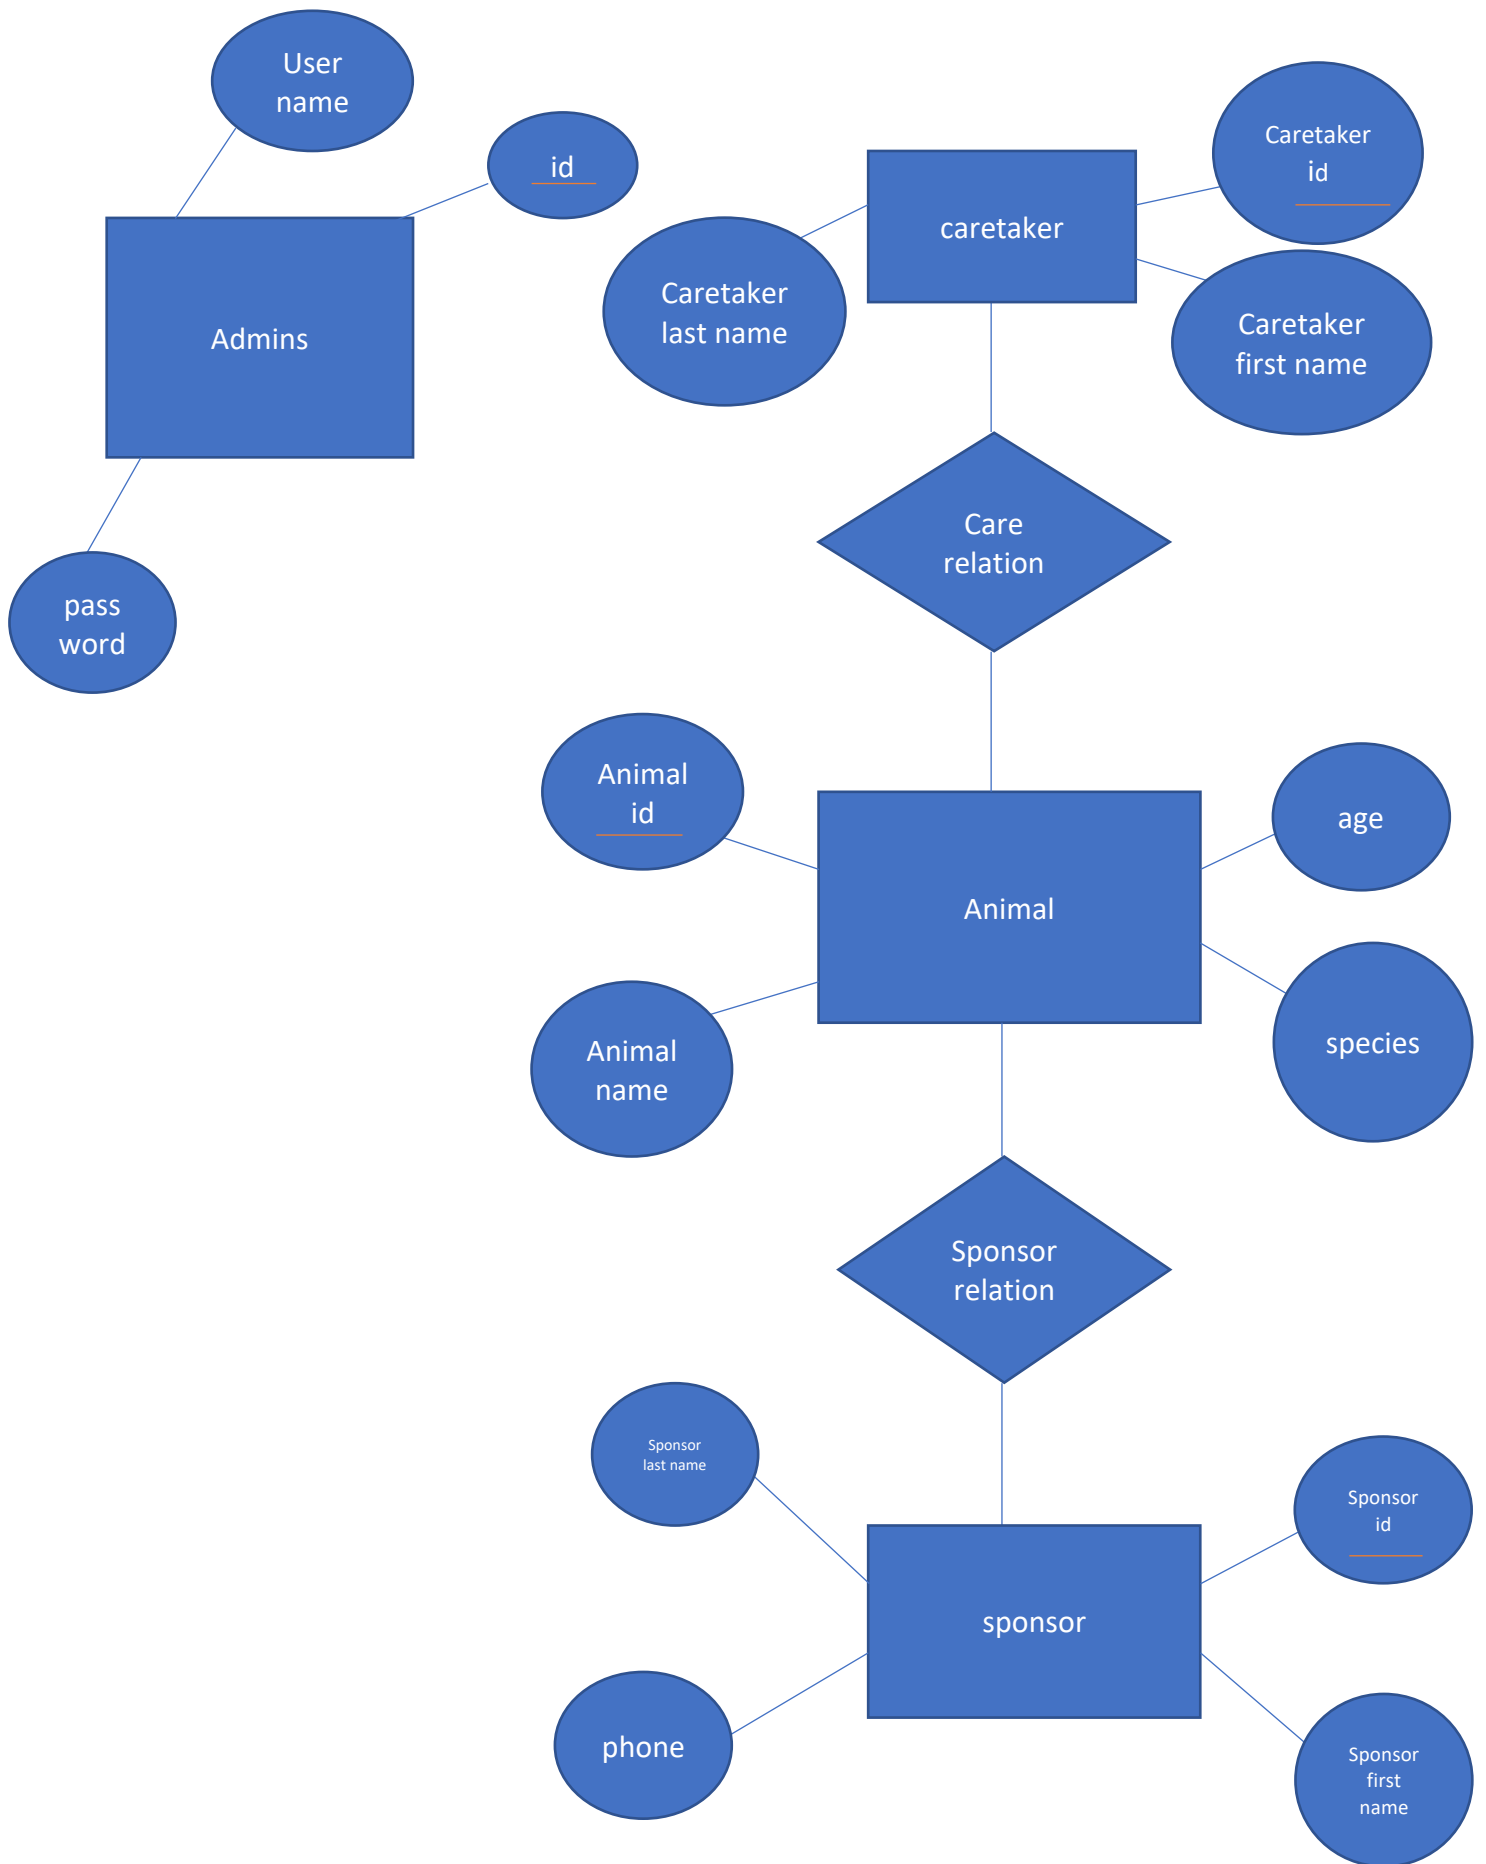 User
name
id
Admins
pass
word
Caretaker
id
caretaker
Caretaker
last name
Caretaker
first name
Care
relation
Animal
id
age
Animal
Animal
name
species
Sponsor
relation
Sponsor
last name
Sponsor
id
sponsor
phone
Sponsor
first
name